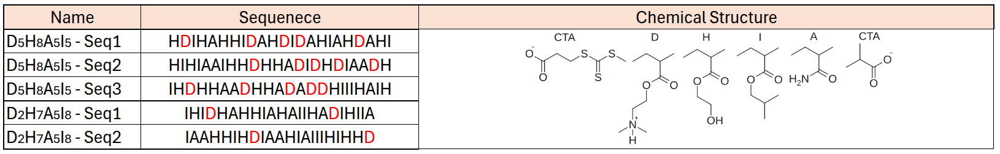 Name Sequenece Chemical Structure
D5H8A5I5 - Seq1 HDIHAHHIDAHDIDAHIAHDAHI
D5H8A5I5 - Seq2 HIHIAAIHHDHHADIDHDIAADH
D5H8A5I5 - Seq3 IHDHHAADHHADADDHIIIHAIH
D2H7A5I8 - Seq1 IHIDHAHHIAHAIIHADIHIIA
D2H7A5I8 - Seq2 IAAHHIHDIAAHIAIIIHIHHD
CTA D H I A CTA
O- S S O-
O S O O O O O O H2N O O
N+ OH
H